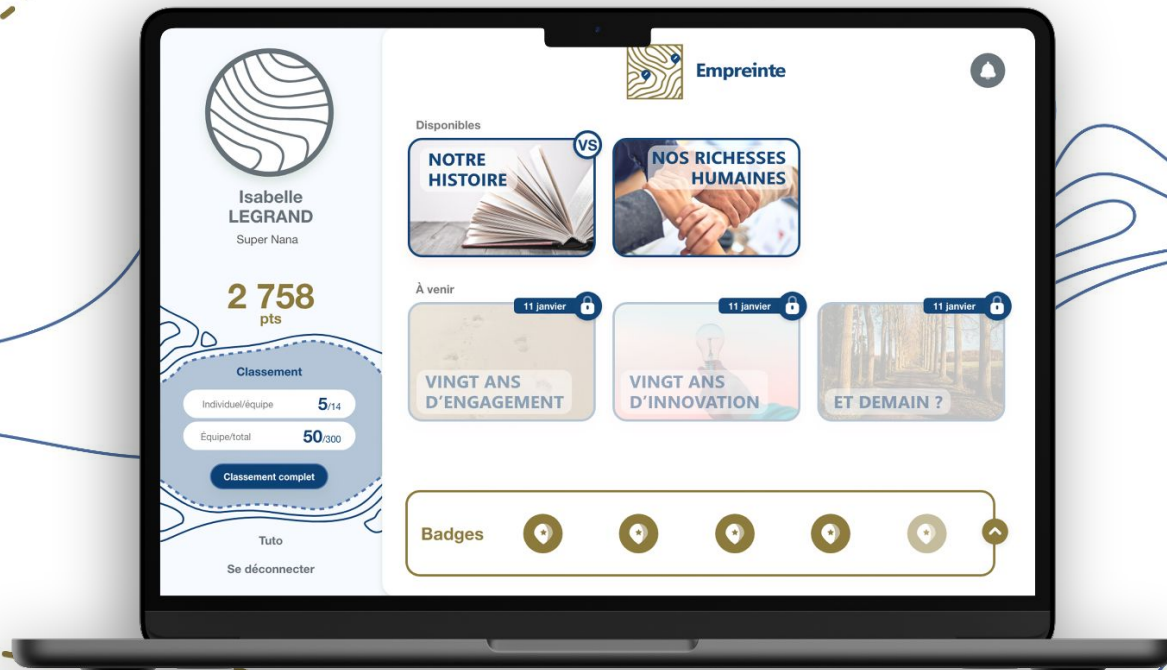 Isabelle
LEGRAND
Super Nana
2 758
pts
Classement
Individuel/équipe 5/14
Équipe/total 50/300
Classement complet
Tuto
Se déconnecter
Empreinte
Disponibles
NOTRE
HISTOIRE
VS
NOS RICHESSES
HUMAINES
À venir
11 janvier
VINGT ANS
D'ENGAGEMENT
11 janvier
VINGT ANS
D'INNOVATION
11 janvier
ET DEMAIN ?
Badges